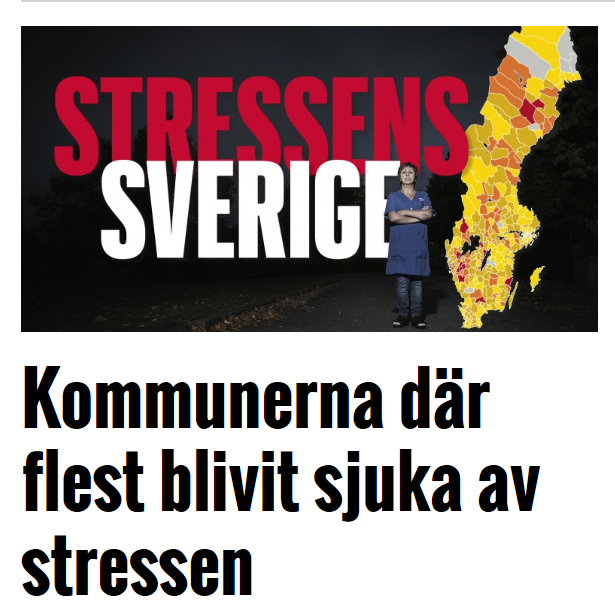 STRESSENS
SVERIGE
Kommunerna där
flest blivit sjuka av
stressen